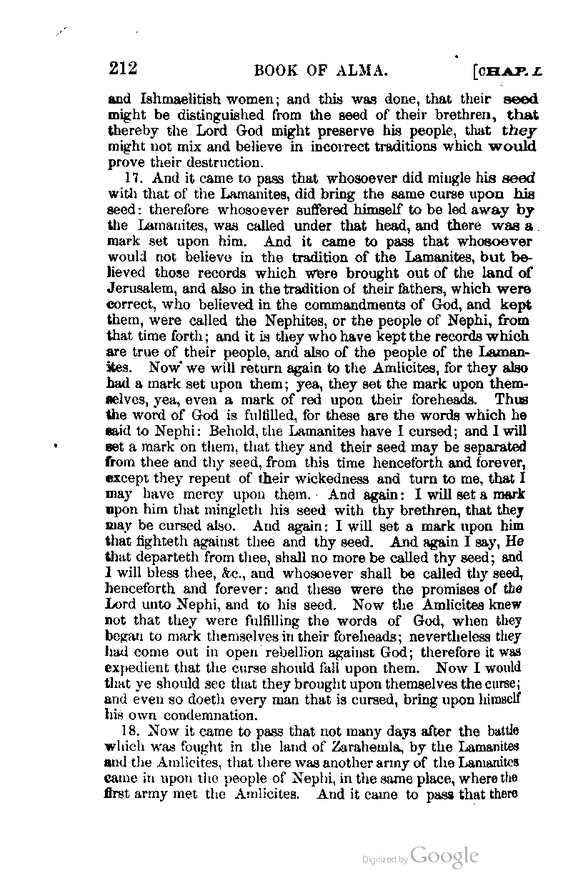 212 BOOK OF ALMA. [CHAP. I.
and Ishmaelitish women; and this was done, that their seed
might be distinguished from the seed of their brethren, that
thereby the Lord God might preserve his people, that they
might not mix and believe in incorrect traditions which would
prove their destruction.
17. And it came to pass that whosoever did mingle his seed
with that of the Lamanites, did bring the same curse upon his
seed: therefore whosoever suffered himself to be led away by
the Lamanites, was called under that head, and there was a
mark set upon him. And it came to pass that whosoever
would not believe in the tradition of the Lamanites, but be-
lieved those records which were brought out of the land of
Jerusalem, and also in the tradition of their fathers, which were
correct, who believed in the commandments of God, and kept
them, were called the Nephites, or the people of Nephi, from
that time forth; and it is they who have kept the records which
are true of their people, and also of the people of the Laman-
ites. Now we will return again to the Amlicites, for they also
had a mark set upon them; yea, they set the mark upon them-
selves, yea, even a mark of red upon their foreheads. Thus
the word of God is fulfilled, for these are the words which he
said to Nephi: Behold, the Lamanites have I cursed; and I will
set a mark on them, that they and their seed may be separated
from thee and thy seed, from this time henceforth and forever,
except they repent of their wickedness and turn to me, that I
may have mercy upon them. And again: I will set a mark
upon him that mingleth his seed with thy brethren, that they
may be cursed also. And again: I will set a mark upon him
that fighteth against thee and thy seed. And again I say, He
that departeth from thee, shall no more be called thy seed; and
I will bless thee, &c., and whosoever shall be called thy seed,
henceforth and forever: and these were the promises of the
Lord unto Nephi, and to his seed. Now the Amlicites knew
not that they were fulfilling the words of God, when they
began to mark themselves in their foreheads; nevertheless they
had come out in open rebellion against God; therefore it was
expedient that the curse should fall upon them. Now I would
that ye should see that they brought upon themselves the curse;
and even so doeth every man that is cursed, bring upon himself
his own condemnation.
18. Now it came to pass that not many days after the battle
which was fought in the land of Zarahemla, by the Lamanites
and the Amlicites, that there was another army of the Lamanites
came in upon the people of Nephi, in the same place, where the
first army met the Amlicites. And it came to pass that there
Digitized by Google